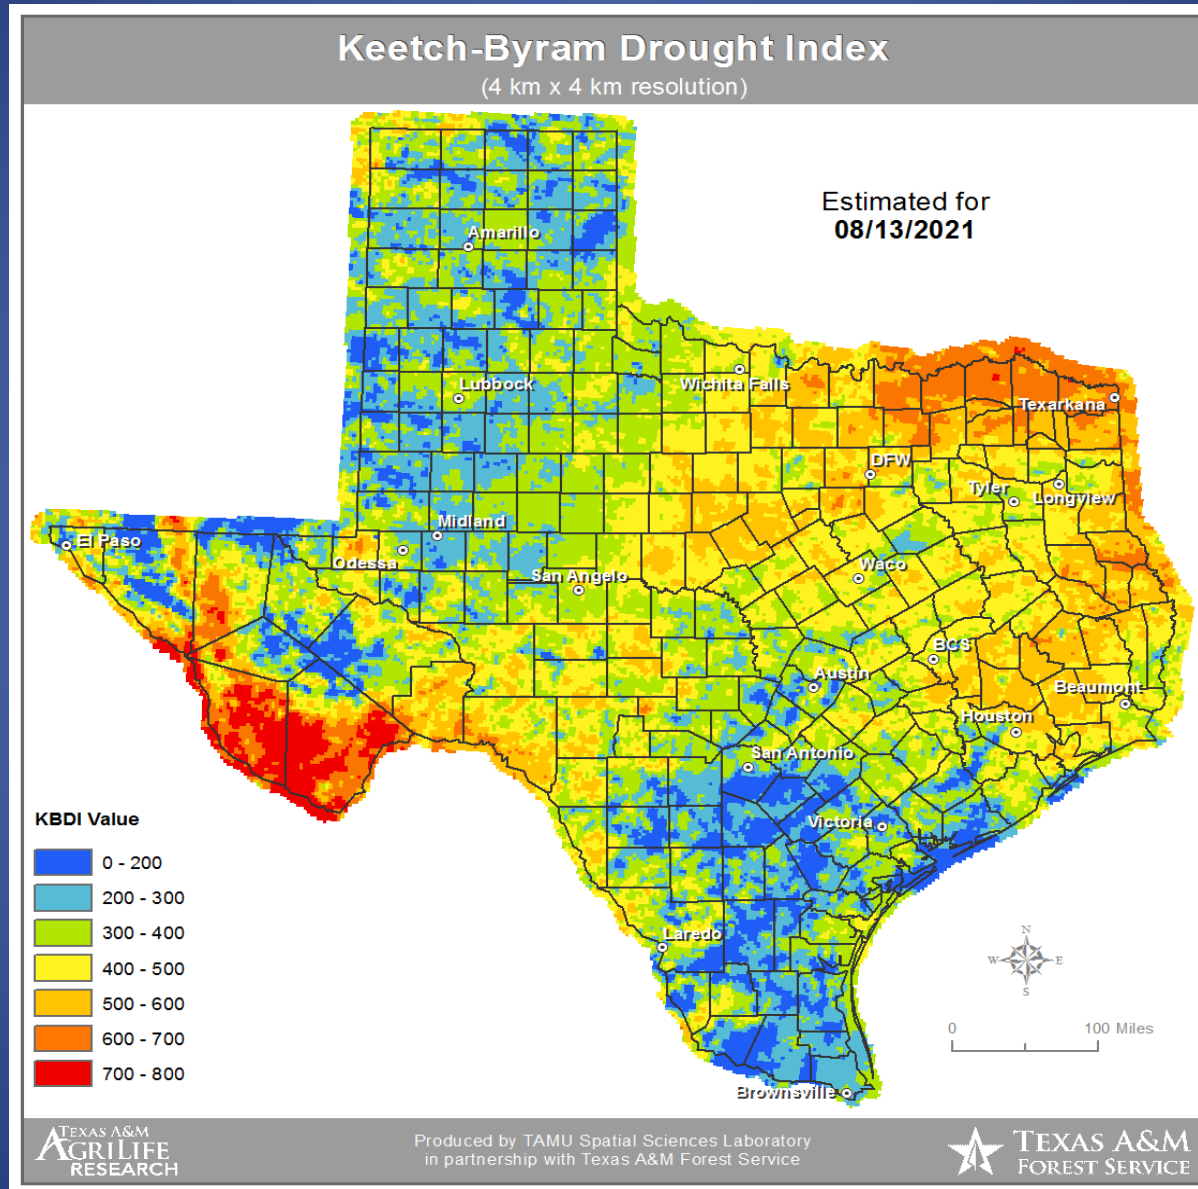 Keetch-Byram Drought Index
(4 km x 4 km resolution)
Estimated for
08/13/2021
Amarillo
Lubbock
Wichita Falls
Texarkana
DFW
Tyler
Longview
Midland
El Paso
Odessa
San Angelo
Waco
BCS
Austin
Beaumont
Houston
San Antonio
Victoria
Laredo
Brownsville
KBDI Value
0 - 200
200 - 300
300 - 400
400 - 500
500 - 600
600 - 700
700 - 800
N
W E
S
0 100 Miles
TEXAS A&M
AGRILIFE
RESEARCH
Produced by TAMU Spatial Sciences Laboratory
in partnership with Texas A&M Forest Service
TEXAS A&M
FOREST SERVICE